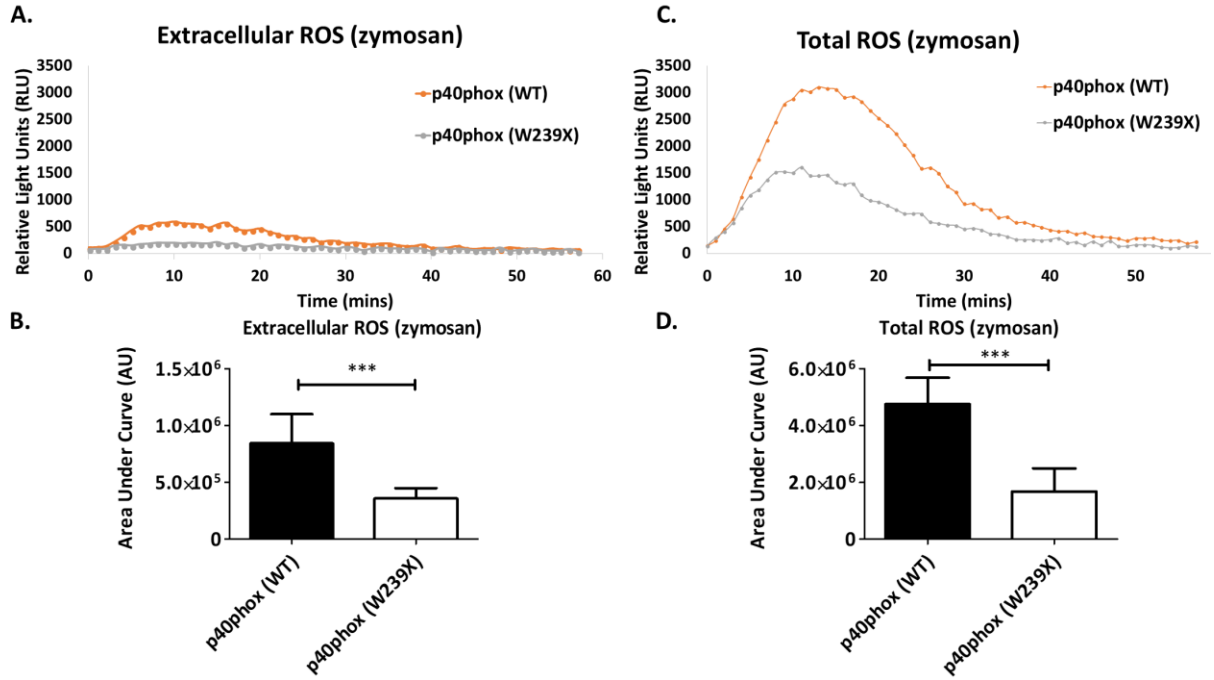 A.
Extracellular ROS (zymosan)
Relative Light Units (RLU)
3500
3000
2500
2000
1500
1000
500
0
p40phox (WT)
p40phox (W239X)
0 10 20 30 40 50 60
Time (mins)
C.
Total ROS (zymosan)
Relative Light Units (RLU)
3500
3000
2500
2000
1500
1000
500
0
p40phox (WT)
p40phox (W239X)
0 10 20 30 40 50
Time (mins)
B.
Extracellular ROS (zymosan)
Area Under Curve (AU)
1.5×10⁶
1.0×10⁶
5.0×10⁵
0
***
p40phox (WT)
p40phox (W239X)
D.
Total ROS (zymosan)
Area Under Curve (AU)
6.0×10⁶
4.0×10⁶
2.0×10⁶
0
***
p40phox (WT)
p40phox (W239X)